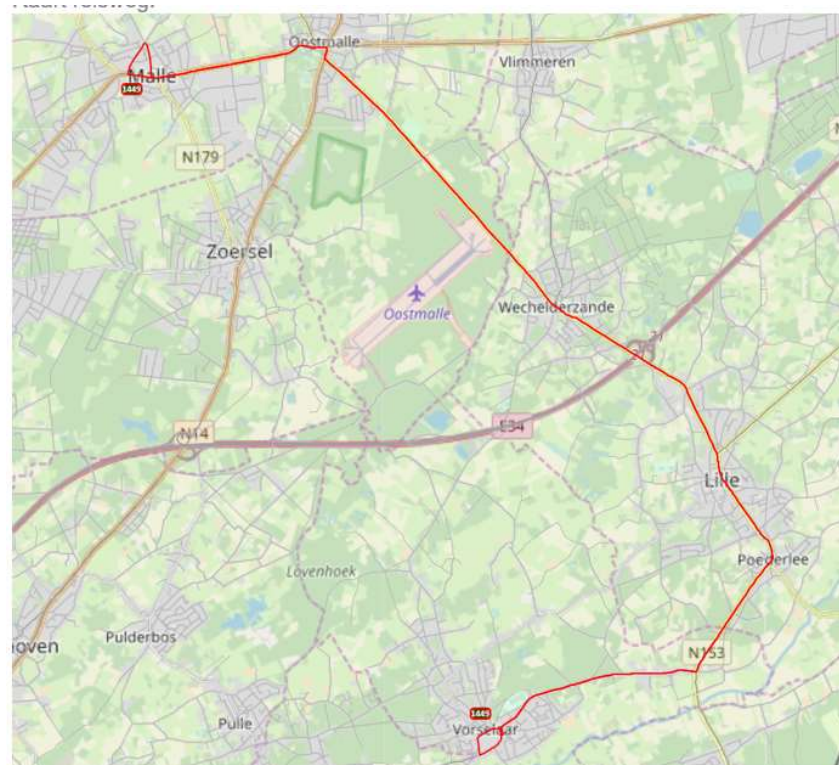 Oostmalle
Vlimmeren
Malle
1449
N179
Zoersel
Oostmalle
Wechelderzande
21
E34
N14
Lille
Lovenhoek
Poederlee
Pulderbos
hoven
N153
1449
Vorselaar
Pulle